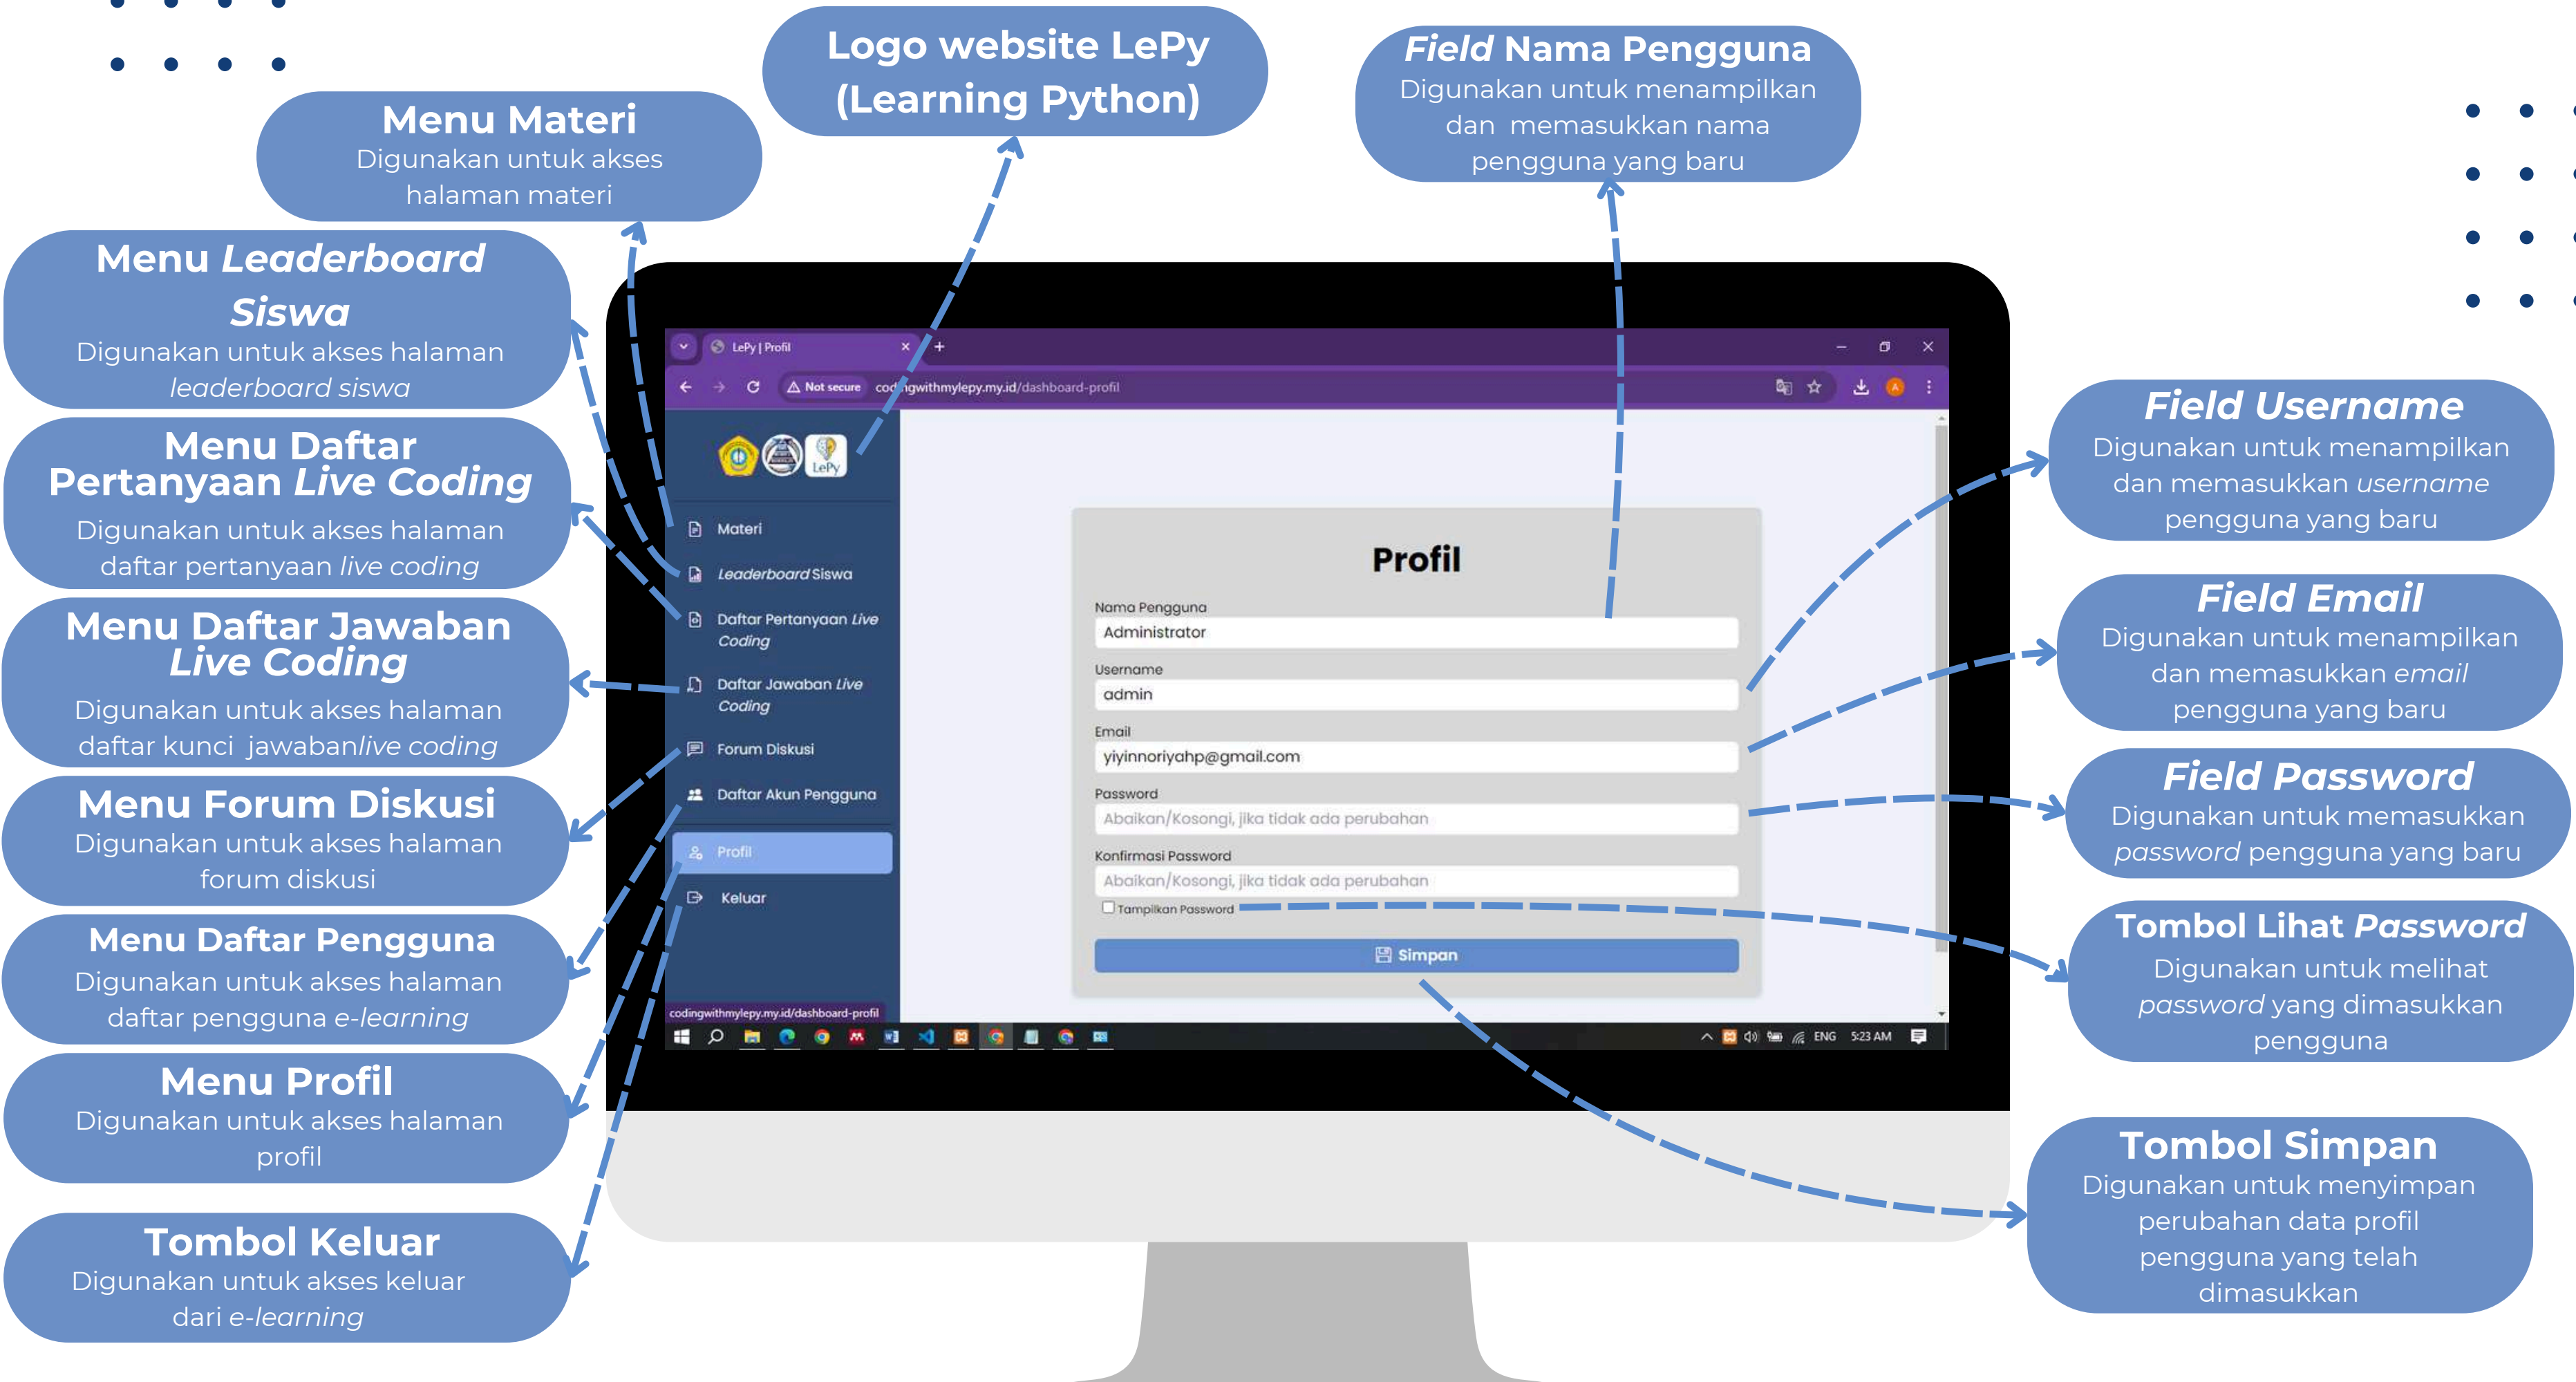 Logo website LePy
(Learning Python)
Field Nama Pengguna
Digunakan untuk menampilkan
dan memasukkan nama
pengguna yang baru
Menu Materi
Digunakan untuk akses
halaman materi
Menu Leaderboard
Siswa
Digunakan untuk akses halaman
leaderboard siswa
Menu Daftar
Pertanyaan Live Coding
Digunakan untuk akses halaman
daftar pertanyaan live coding
Menu Daftar Jawaban
Live Coding
Digunakan untuk akses halaman
daftar kunci jawabanlive coding
Menu Forum Diskusi
Digunakan untuk akses halaman
forum diskusi
Menu Daftar Pengguna
Digunakan untuk akses halaman
daftar pengguna e-learning
Menu Profil
Digunakan untuk akses halaman
profil
Tombol Keluar
Digunakan untuk akses keluar
dari e-learning
LePy | Profil
Not secure codingwithmylepy.my.id/dashboard-profil
A
LePy
Materi
Leaderboard Siswa
Daftar Pertanyaan Live
Coding
Daftar Jawaban Live
Coding
Forum Diskusi
Daftar Akun Pengguna
Profil
Keluar
codingwithmylepy.my.id/dashboard-profil
Profil
Nama Pengguna
Administrator
Username
admin
Email
yiyinnoriyahp@gmail.com
Password
Abaikan/Kosongi, jika tidak ada perubahan
Konfirmasi Password
Abaikan/Kosongi, jika tidak ada perubahan
Tampilkan Password
Simpan
ENG 5:23 AM
Field Username
Digunakan untuk menampilkan
dan memasukkan username
pengguna yang baru
Field Email
Digunakan untuk menampilkan
dan memasukkan email
pengguna yang baru
Field Password
Digunakan untuk memasukkan
password pengguna yang baru
Tombol Lihat Password
Digunakan untuk melihat
password yang dimasukkan
pengguna
Tombol Simpan
Digunakan untuk menyimpan
perubahan data profil
pengguna yang telah
dimasukkan